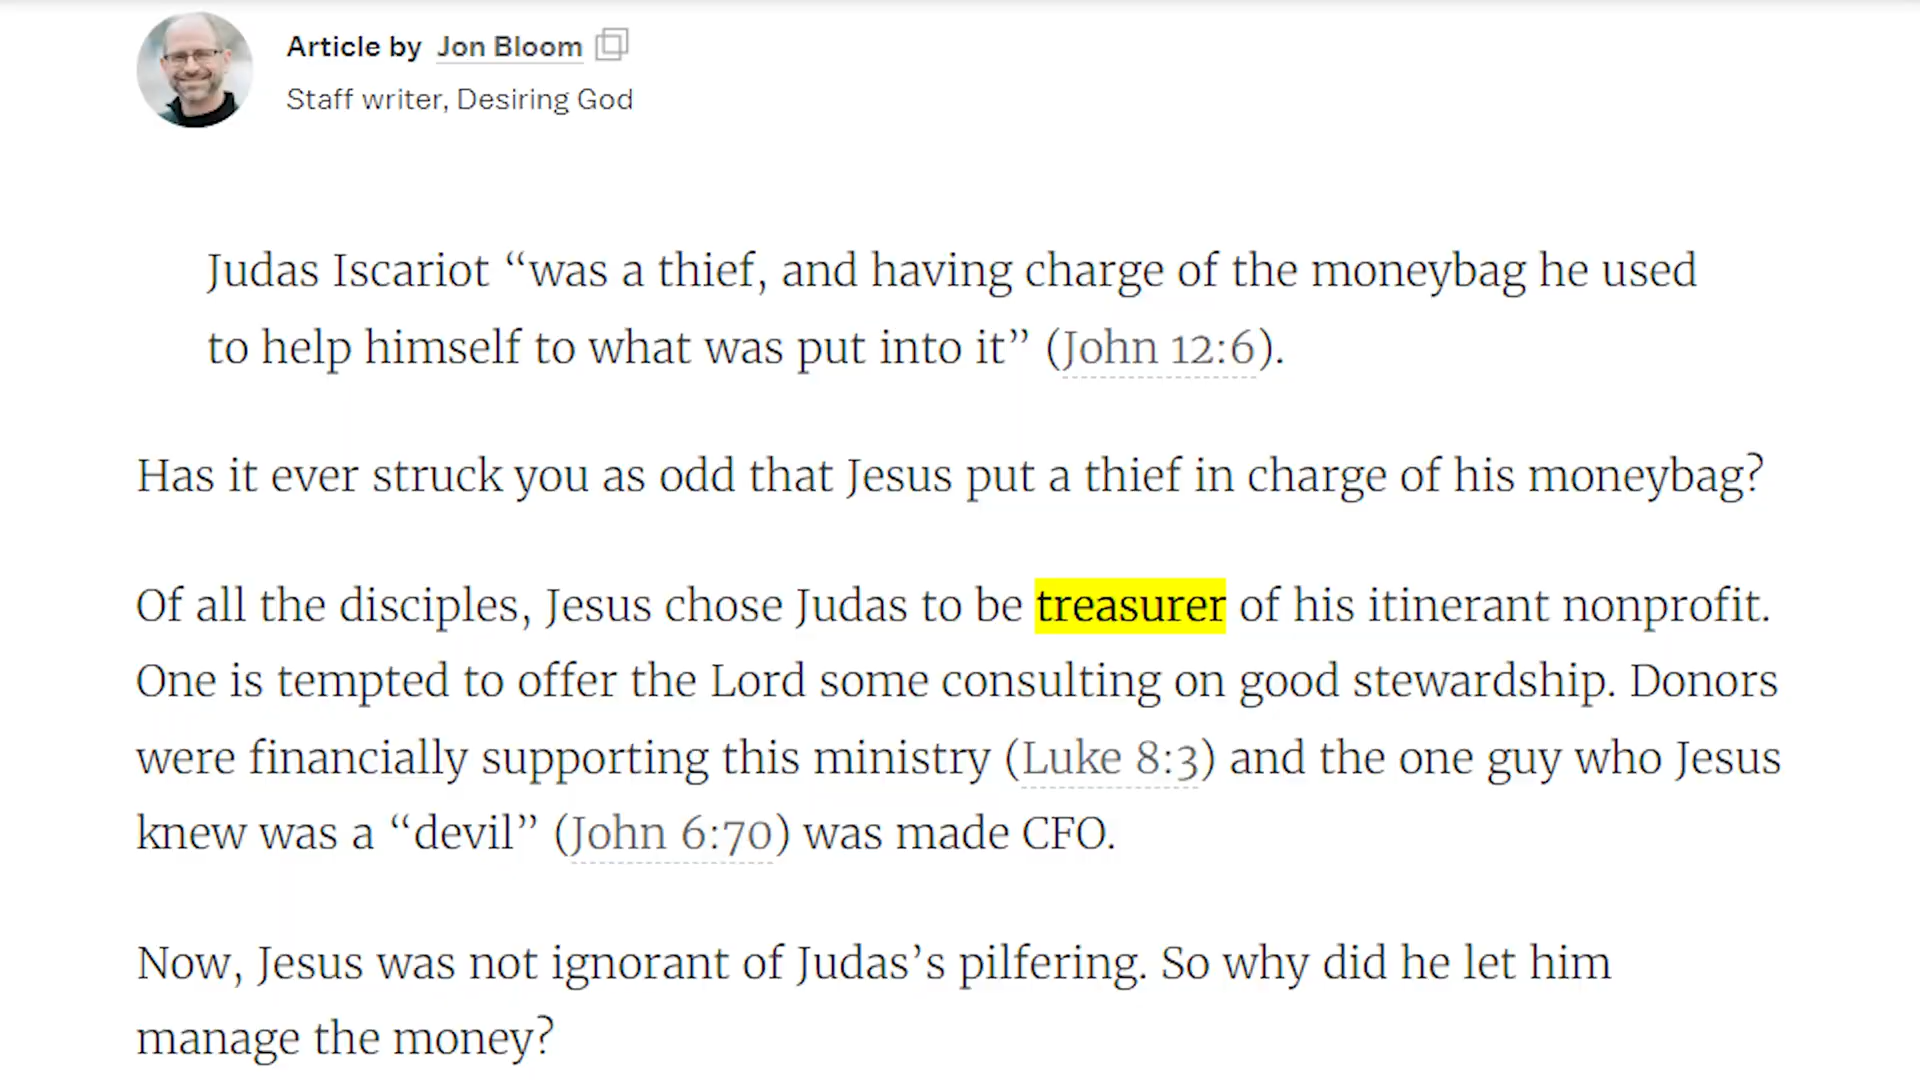 Article by Jon Bloom
Staff writer, Desiring God
Judas Iscariot “was a thief, and having charge of the moneybag he used
to help himself to what was put into it” (John 12:6).
Has it ever struck you as odd that Jesus put a thief in charge of his moneybag?
Of all the disciples, Jesus chose Judas to be treasurer of his itinerant nonprofit.
One is tempted to offer the Lord some consulting on good stewardship. Donors
were financially supporting this ministry (Luke 8:3) and the one guy who Jesus
knew was a “devil” (John 6:70) was made CFO.
Now, Jesus was not ignorant of Judas’s pilfering. So why did he let him
manage the money?